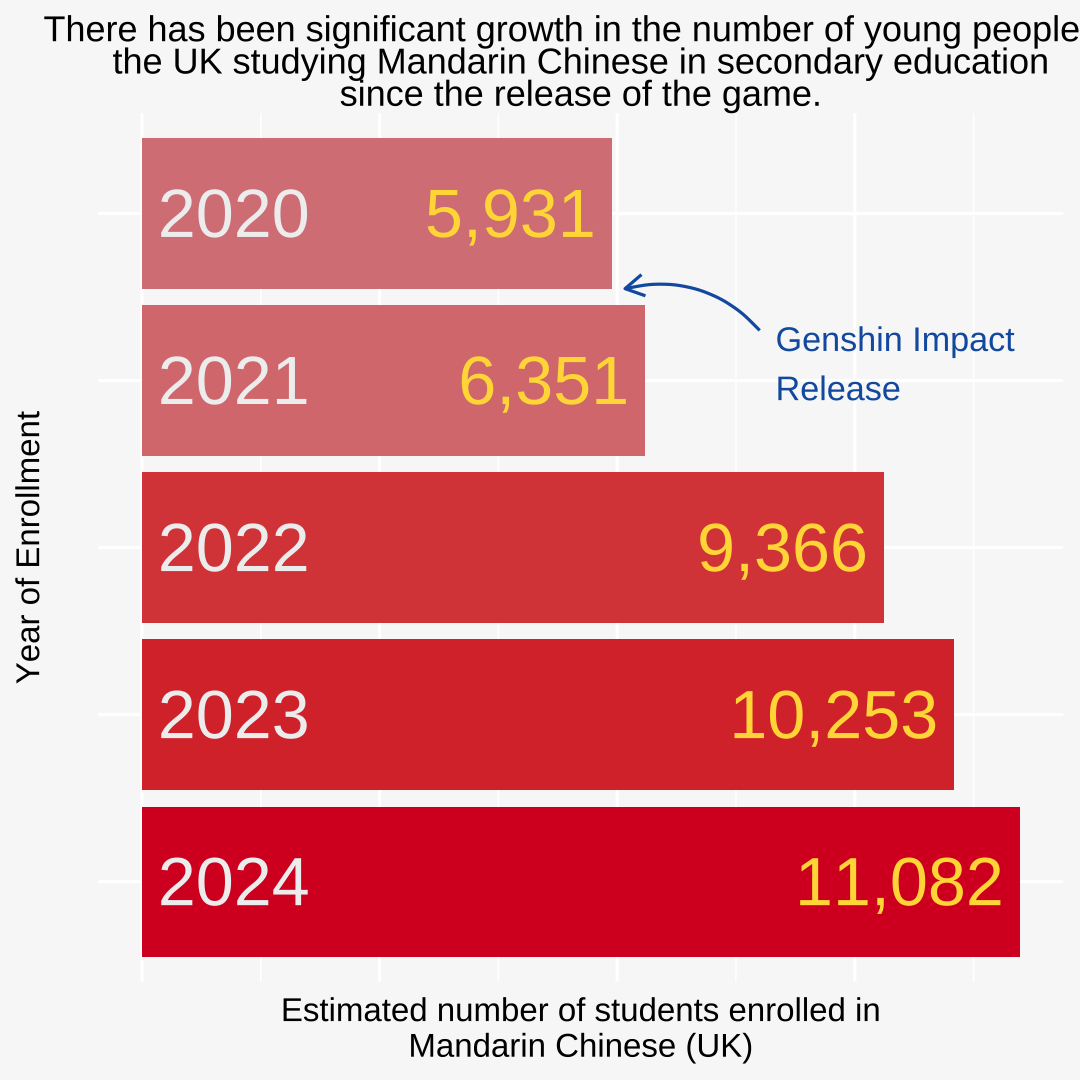 There has been significant growth in the number of young people
the UK studying Mandarin Chinese in secondary education
since the release of the game.
2020 5,931
Genshin Impact
Release
2021 6,351
2022 9,366
2023 10,253
2024 11,082
Year of Enrollment
Estimated number of students enrolled in
Mandarin Chinese (UK)